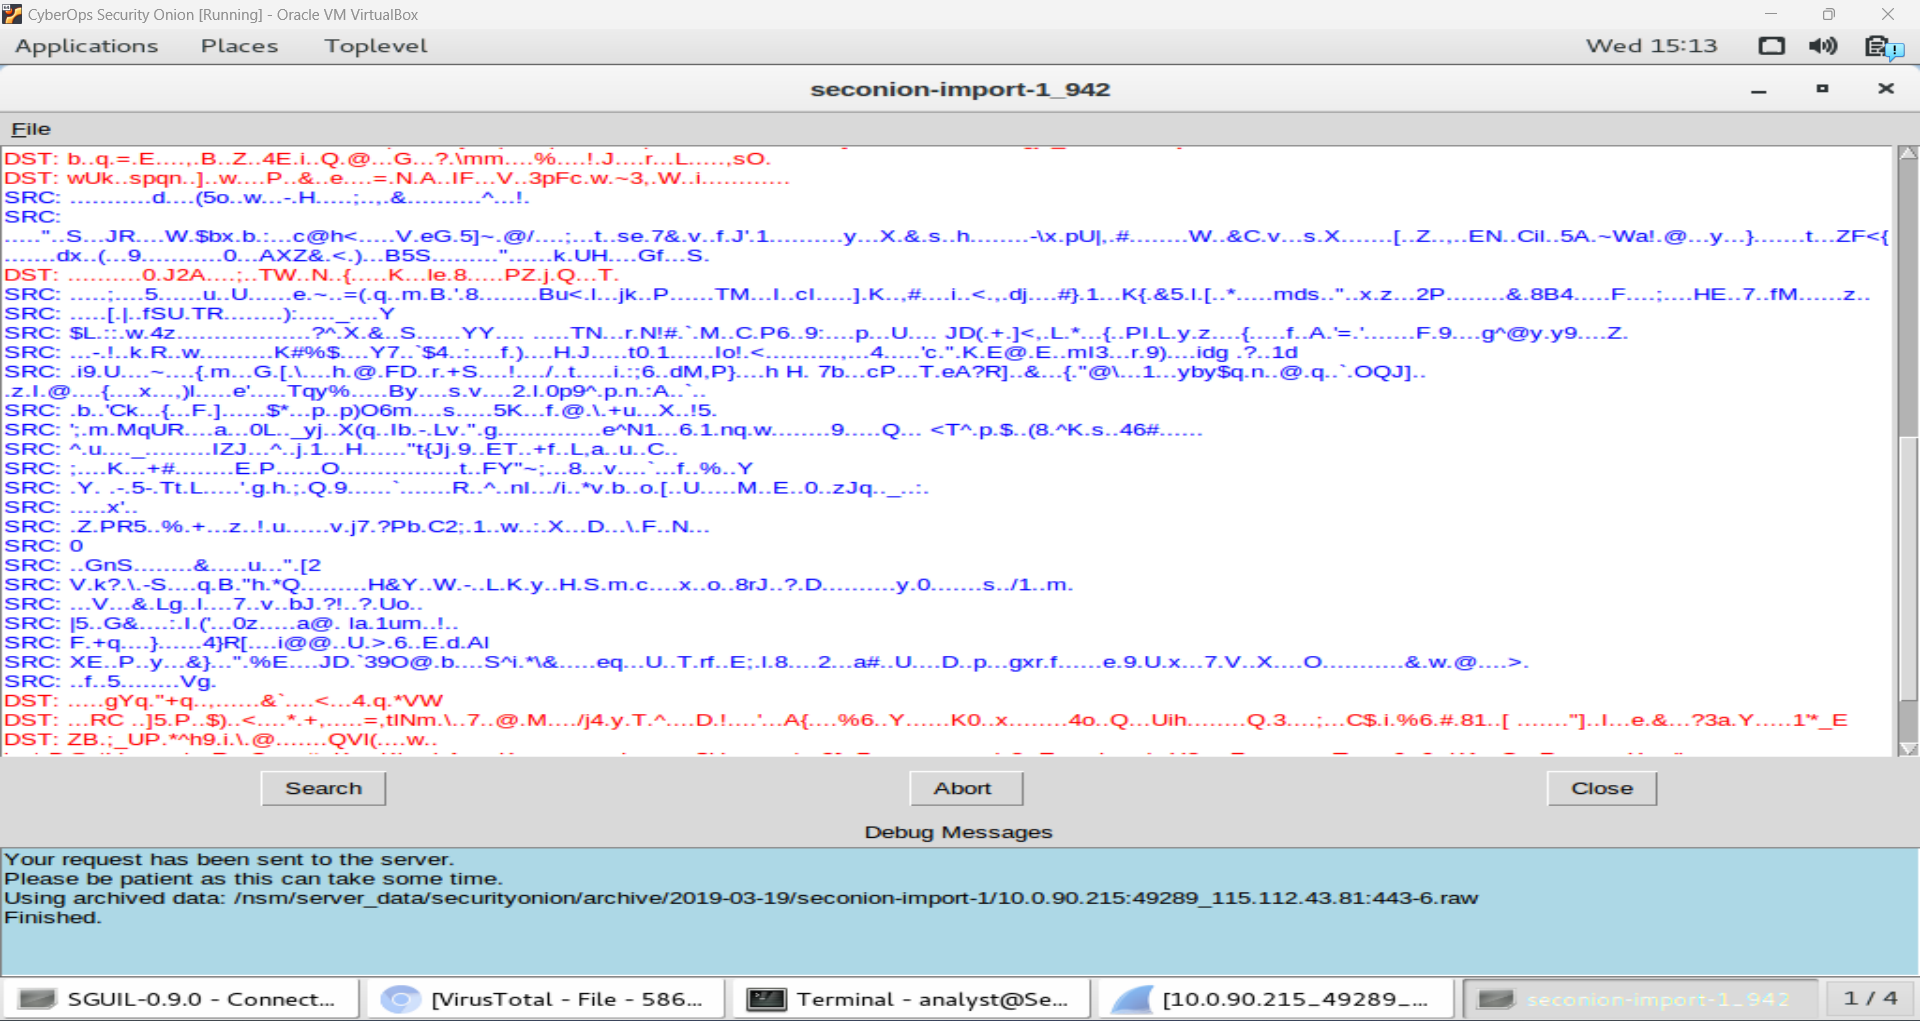 CyberOps Security Onion [Running] - Oracle VM VirtualBox
Applications Places Toplevel Wed 15:13
seconion-import-1_942
File
DST: b..q.=.E....,.B..Z..4E.i..Q.@...G...?.\mm....%....!.J....r...L.....,sO.
DST: wUk..spqn..]..w....P..&..e....=.N.A..IF...V..3pFc.w.~3,.W..i............
SRC: ...........d....(5o..w...-.H.....;..,.&..........^...!.
SRC:
....."..S...JR....W.$bx.b.:...c@h<.....V.eG.5]~.@/....;...t..se.7&.v..f.J'.1..........y...X.&.s..h........-\x.pU|,.#........W..&C.v...s.X.......[..Z..,..EN..CiI..5A.~Wa!.@...y...}.......t...ZF<{
.......dx..(...9...........0...AXZ&.<.)...B5S.........."......k.UH....Gf...S.
DST: ..........0.J2A....;..TW..N..{.....K...Ie.8.....PZ.j.Q...T.
SRC: .....;....5......u..U......e.~..=(.q..m.B.'.8........Bu<.I...jk..P......TM...I..cI.....].K..,#....i..<.,.dj....#}.1...K{.&5.I.[..*.....mds.."..x.z...2P........&.8B4.....F....;....HE..7..fM......z..
SRC: .....[.|..fSU.TR........):....._....Y
SRC: $L.::.w.4z..................?^.X.&..S......YY.... .....TN...r.N!#.`.M..C.P6..9:....p...U.... JD(.+.]<,.L.*...{..PI.L.y.z....{.....f..A.'=.'.......F.9....g^@y.y9....Z.
SRC: ...-.!..k.R..w..........K#%$....Y7..`$4..:....f.)....H.J.....t0.1......Io!.<..........,...4.....'c.".K.E@.E..mI3...r.9)....idg .?..1d
SRC: .i9.U....~....{.m...G.[.\....h.@.FD..r.+S....!..../..t.....i.:;6..dM,P}....h H. 7b...cP...T.eA?R]..&...{."@\...1...yby$q.n..@.q..`.OQJ]..
.z.I.@....{....x...,)I.....e'.....Tqy%.....By....s.v....2.I.0p9^.p.n.:A..`..
SRC: .b..'Ck...{...F.]......$*...p..p)O6m....s.....5K...f.@.\.+u...X..!5.
SRC: ';.m.MqUR....a...0L.._yj..X(q..Ib.-.Lv.".g..............e^N1...6.1.nq.w........9.....Q... <T^.p.$..(8.^K.s..46#......
SRC: ^.u...._.........IZJ...^..j.1...H......"t{Jj.9..ET..+f..L,a..u..C..
SRC: ;....K...+#........E.P......O.................t..FY"~;...8...v....`...f..%..Y
SRC: .Y. .-.5-.Tt.L.....'.g.h.;.Q.9......`.......R..^..nI.../i..*v.b..o.[..U.....M..E..0..zJq.._..:.
SRC: .....x'..
SRC: .Z.PR5..%.+...z..!.u......v.j7.?Pb.C2;.1..w..:.X...D...\.F..N...
SRC: 0
SRC: ..GnS........&.....u...".[2
SRC: V.k?.\.-S....q.B."h.*Q.........H&Y..W.-..L.K.y..H.S.m.c....x..o..8rJ..?.D..........y.0.......s../1..m.
SRC: ...V...&.Lg..I....7..v..bJ.?!..?.Uo..
SRC: |5..G&....:.I.('...0z.....a@. Ia.1um..!..
SRC: F.+q....}......4}R[....i@@..U.>.6..E.d.AI
SRC: XE..P..y...&}...".%E....JD.`39O@.b....S^i.*\&.....eq...U..T.rf..E;.I.8....2...a#..U....D..p...gxr.f......e.9.U.x...7.V..X....O...........&.w.@....>.
SRC: ..f..5........Vg.
DST: .....gYq."+q..,......&`....<...4.q.*VW
DST: ...RC ..]5.P..$)..<....*.+,.....=,tINm.\..7..@.M..../j4.y.T.^....D.!....'...A{....%6..Y......K0..x........4o..Q...Uih.......Q.3....;...C$.i.%6.#.81..[ ......."]..I...e.&...?3a.Y.....1'*_E
DST: ZB.;_UP.*^h9.i.\.@.......QVI(....w..
Search Abort Close
Debug Messages
Your request has been sent to the server.
Please be patient as this can take some time.
Using archived data: /nsm/server_data/securityonion/archive/2019-03-19/seconion-import-1/10.0.90.215:49289_115.112.43.81:443-6.raw
Finished.
SGUIL-0.9.0 - Connect... [VirusTotal - File - 586... Terminal - analyst@Se... [10.0.90.215_49289_... seconion-import-1_942 1 / 4